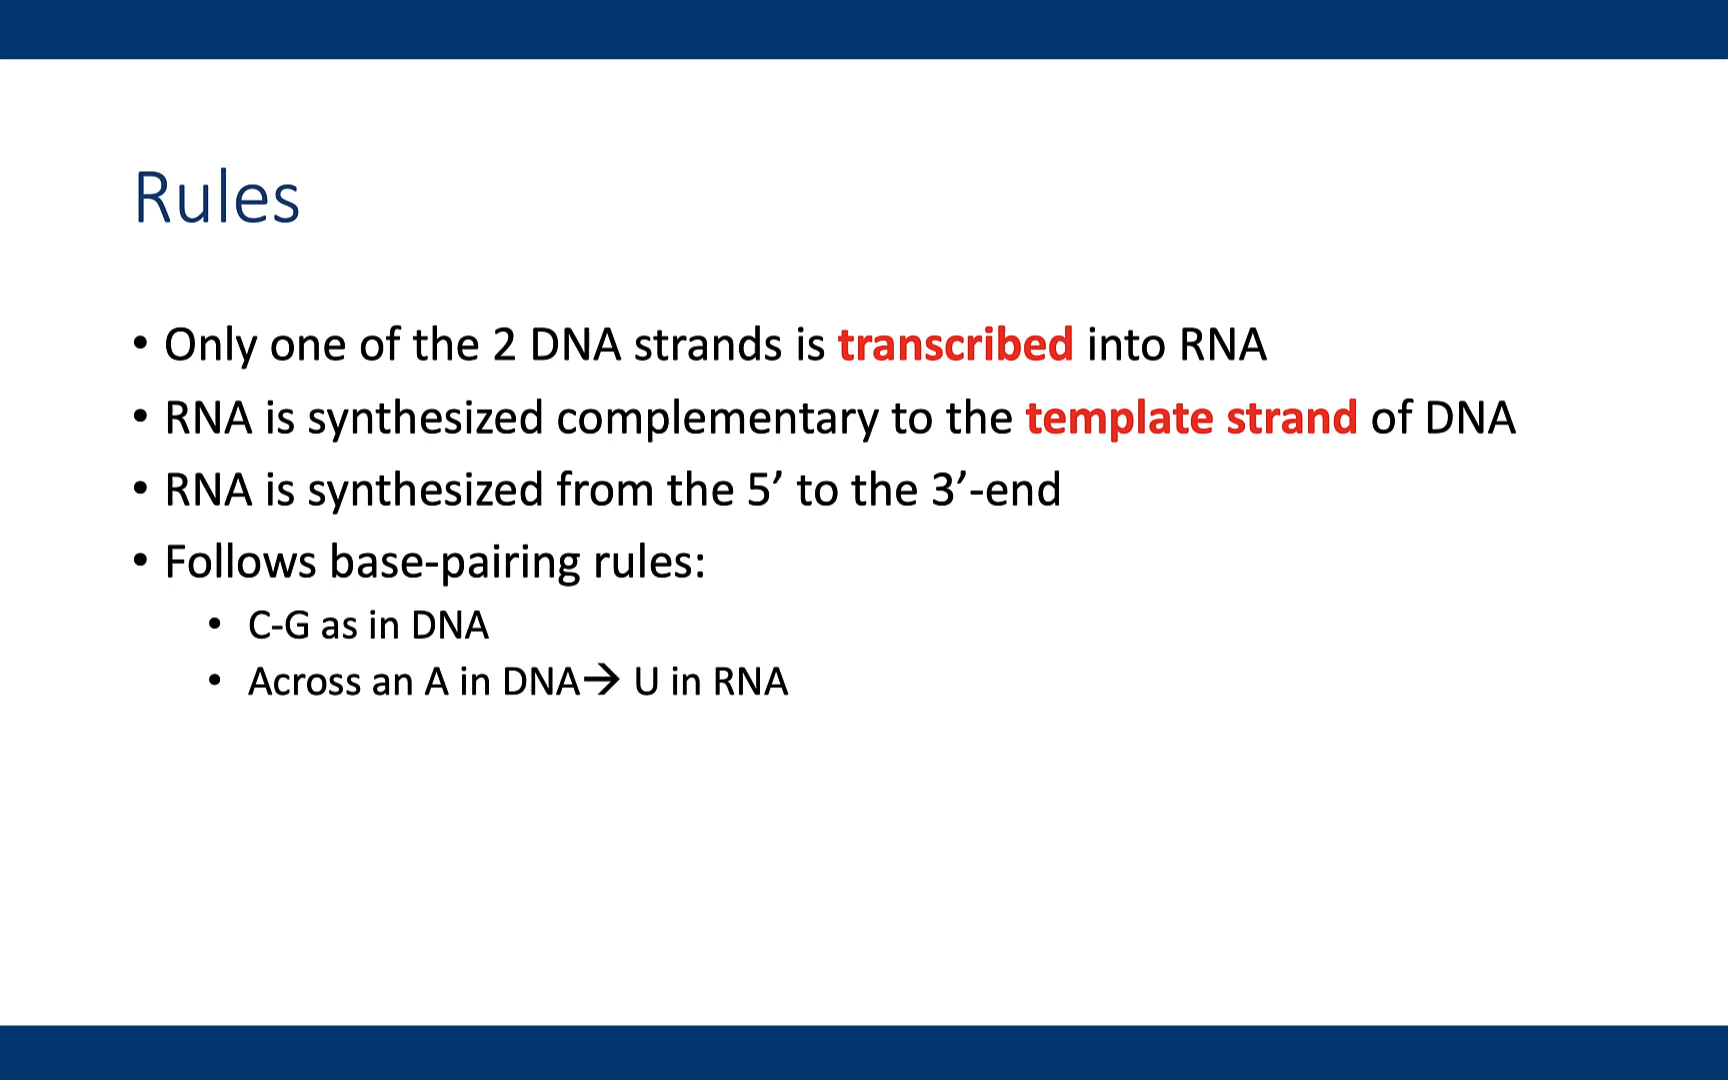 Rules
• Only one of the 2 DNA strands is transcribed into RNA
• RNA is synthesized complementary to the template strand of DNA
• RNA is synthesized from the 5’ to the 3’-end
• Follows base-pairing rules:
• C-G as in DNA
• Across an A in DNA→ U in RNA